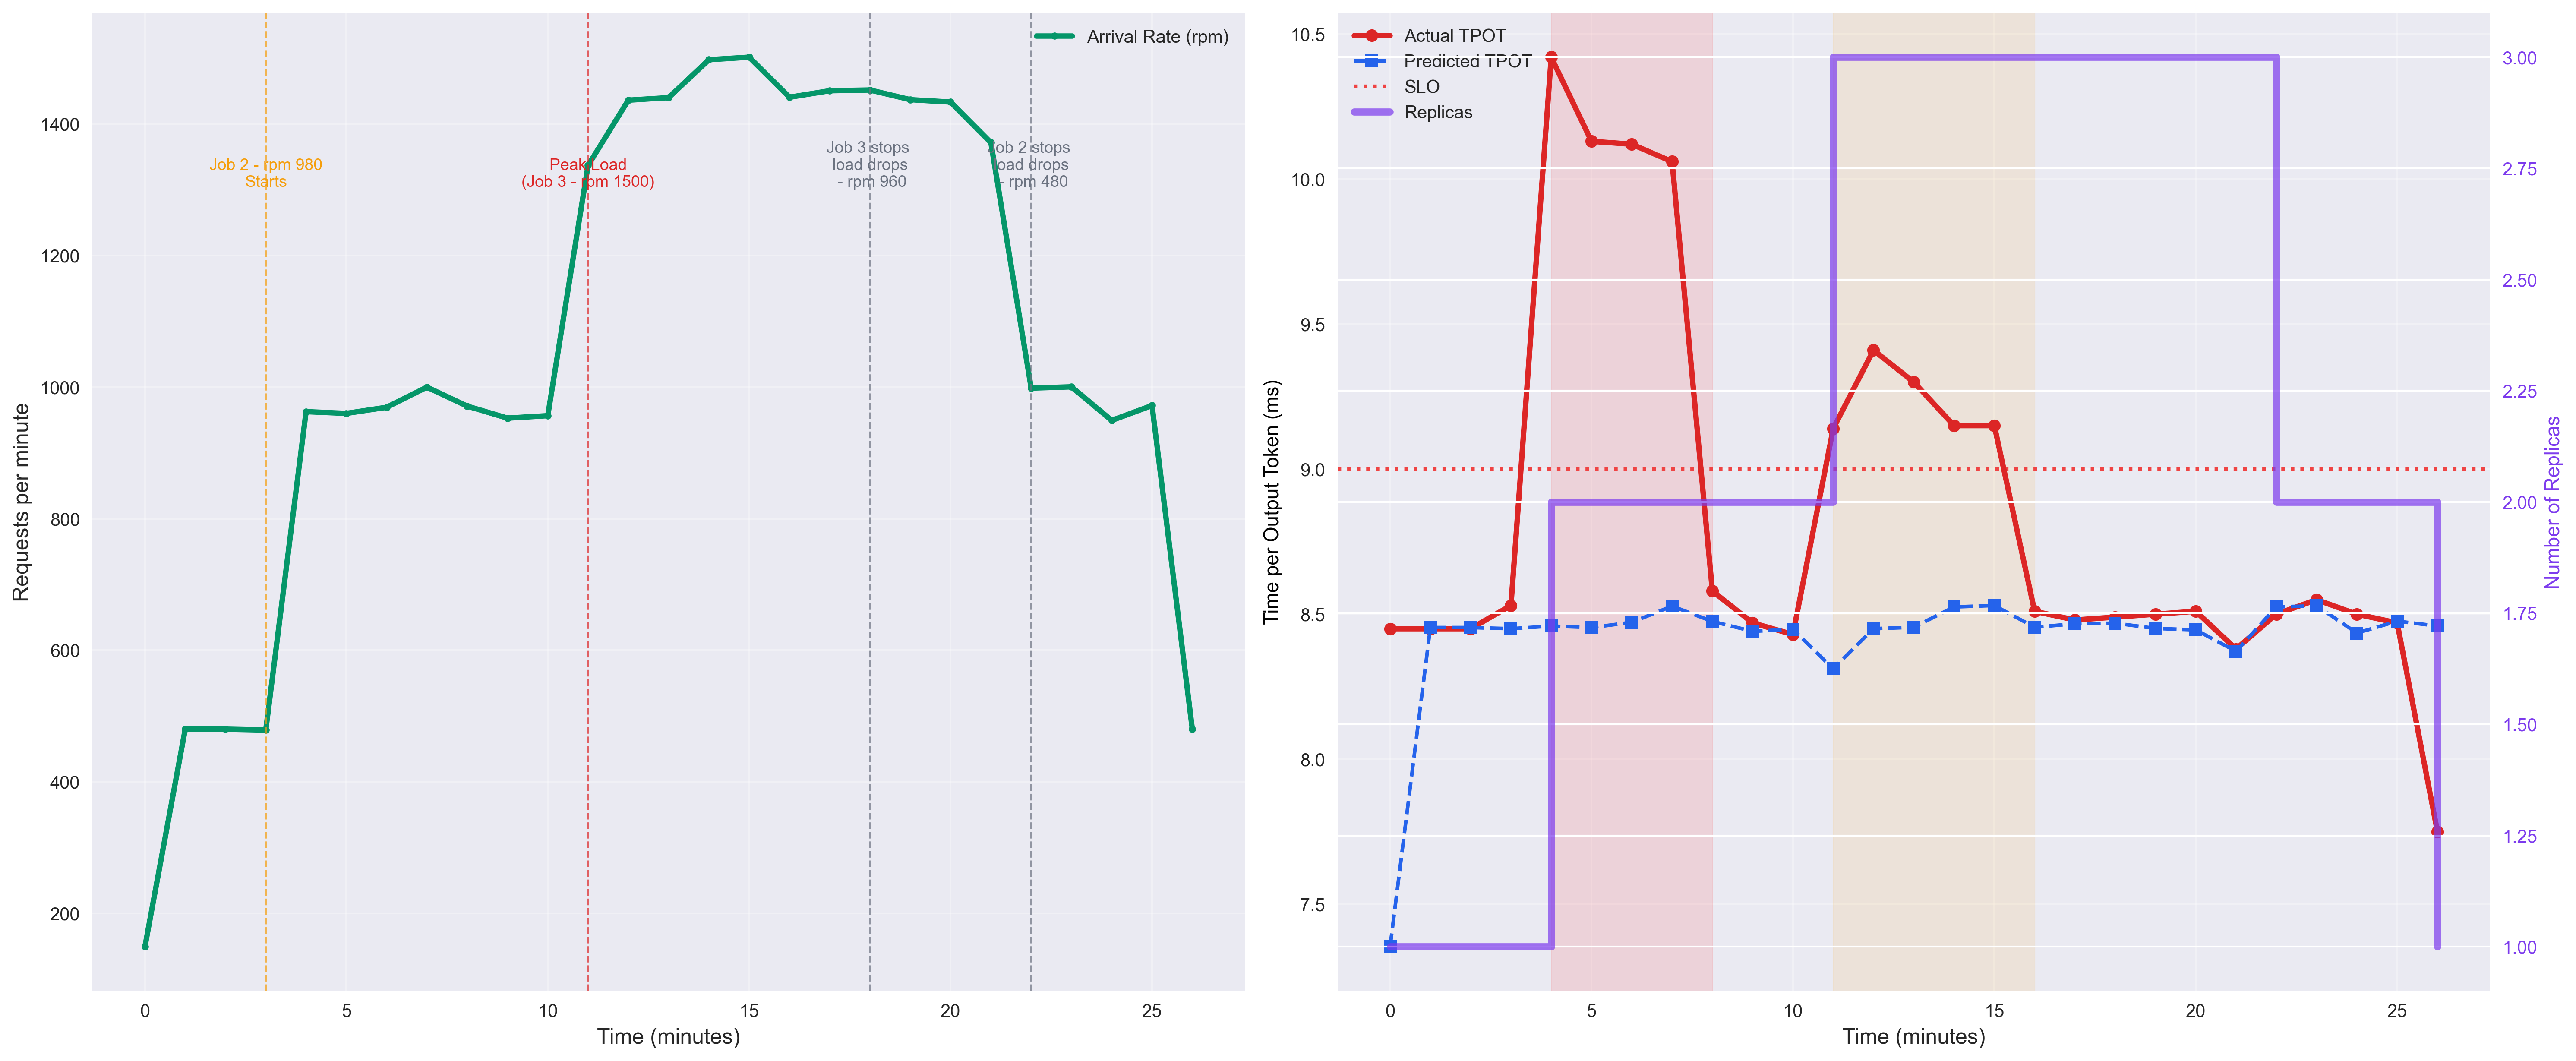 Arrival Rate (rpm)
1400
1200
1000
800
600
400
200
Requests per minute
Job 2 - rpm 980
Starts
Peak Load
(Job 3 - rpm 1500)
Job 3 stops
load drops
- rpm 960
Job 2 stops
load drops
- rpm 480
0
5
10
15
20
25
Time (minutes)
Actual TPOT
Predicted TPOT
SLO
Replicas
10.5
10.0
9.5
9.0
8.5
8.0
7.5
Time per Output Token (ms)
3.00
2.75
2.50
2.25
2.00
1.75
1.50
1.25
1.00
Number of Replicas
0
5
10
15
20
25
Time (minutes)